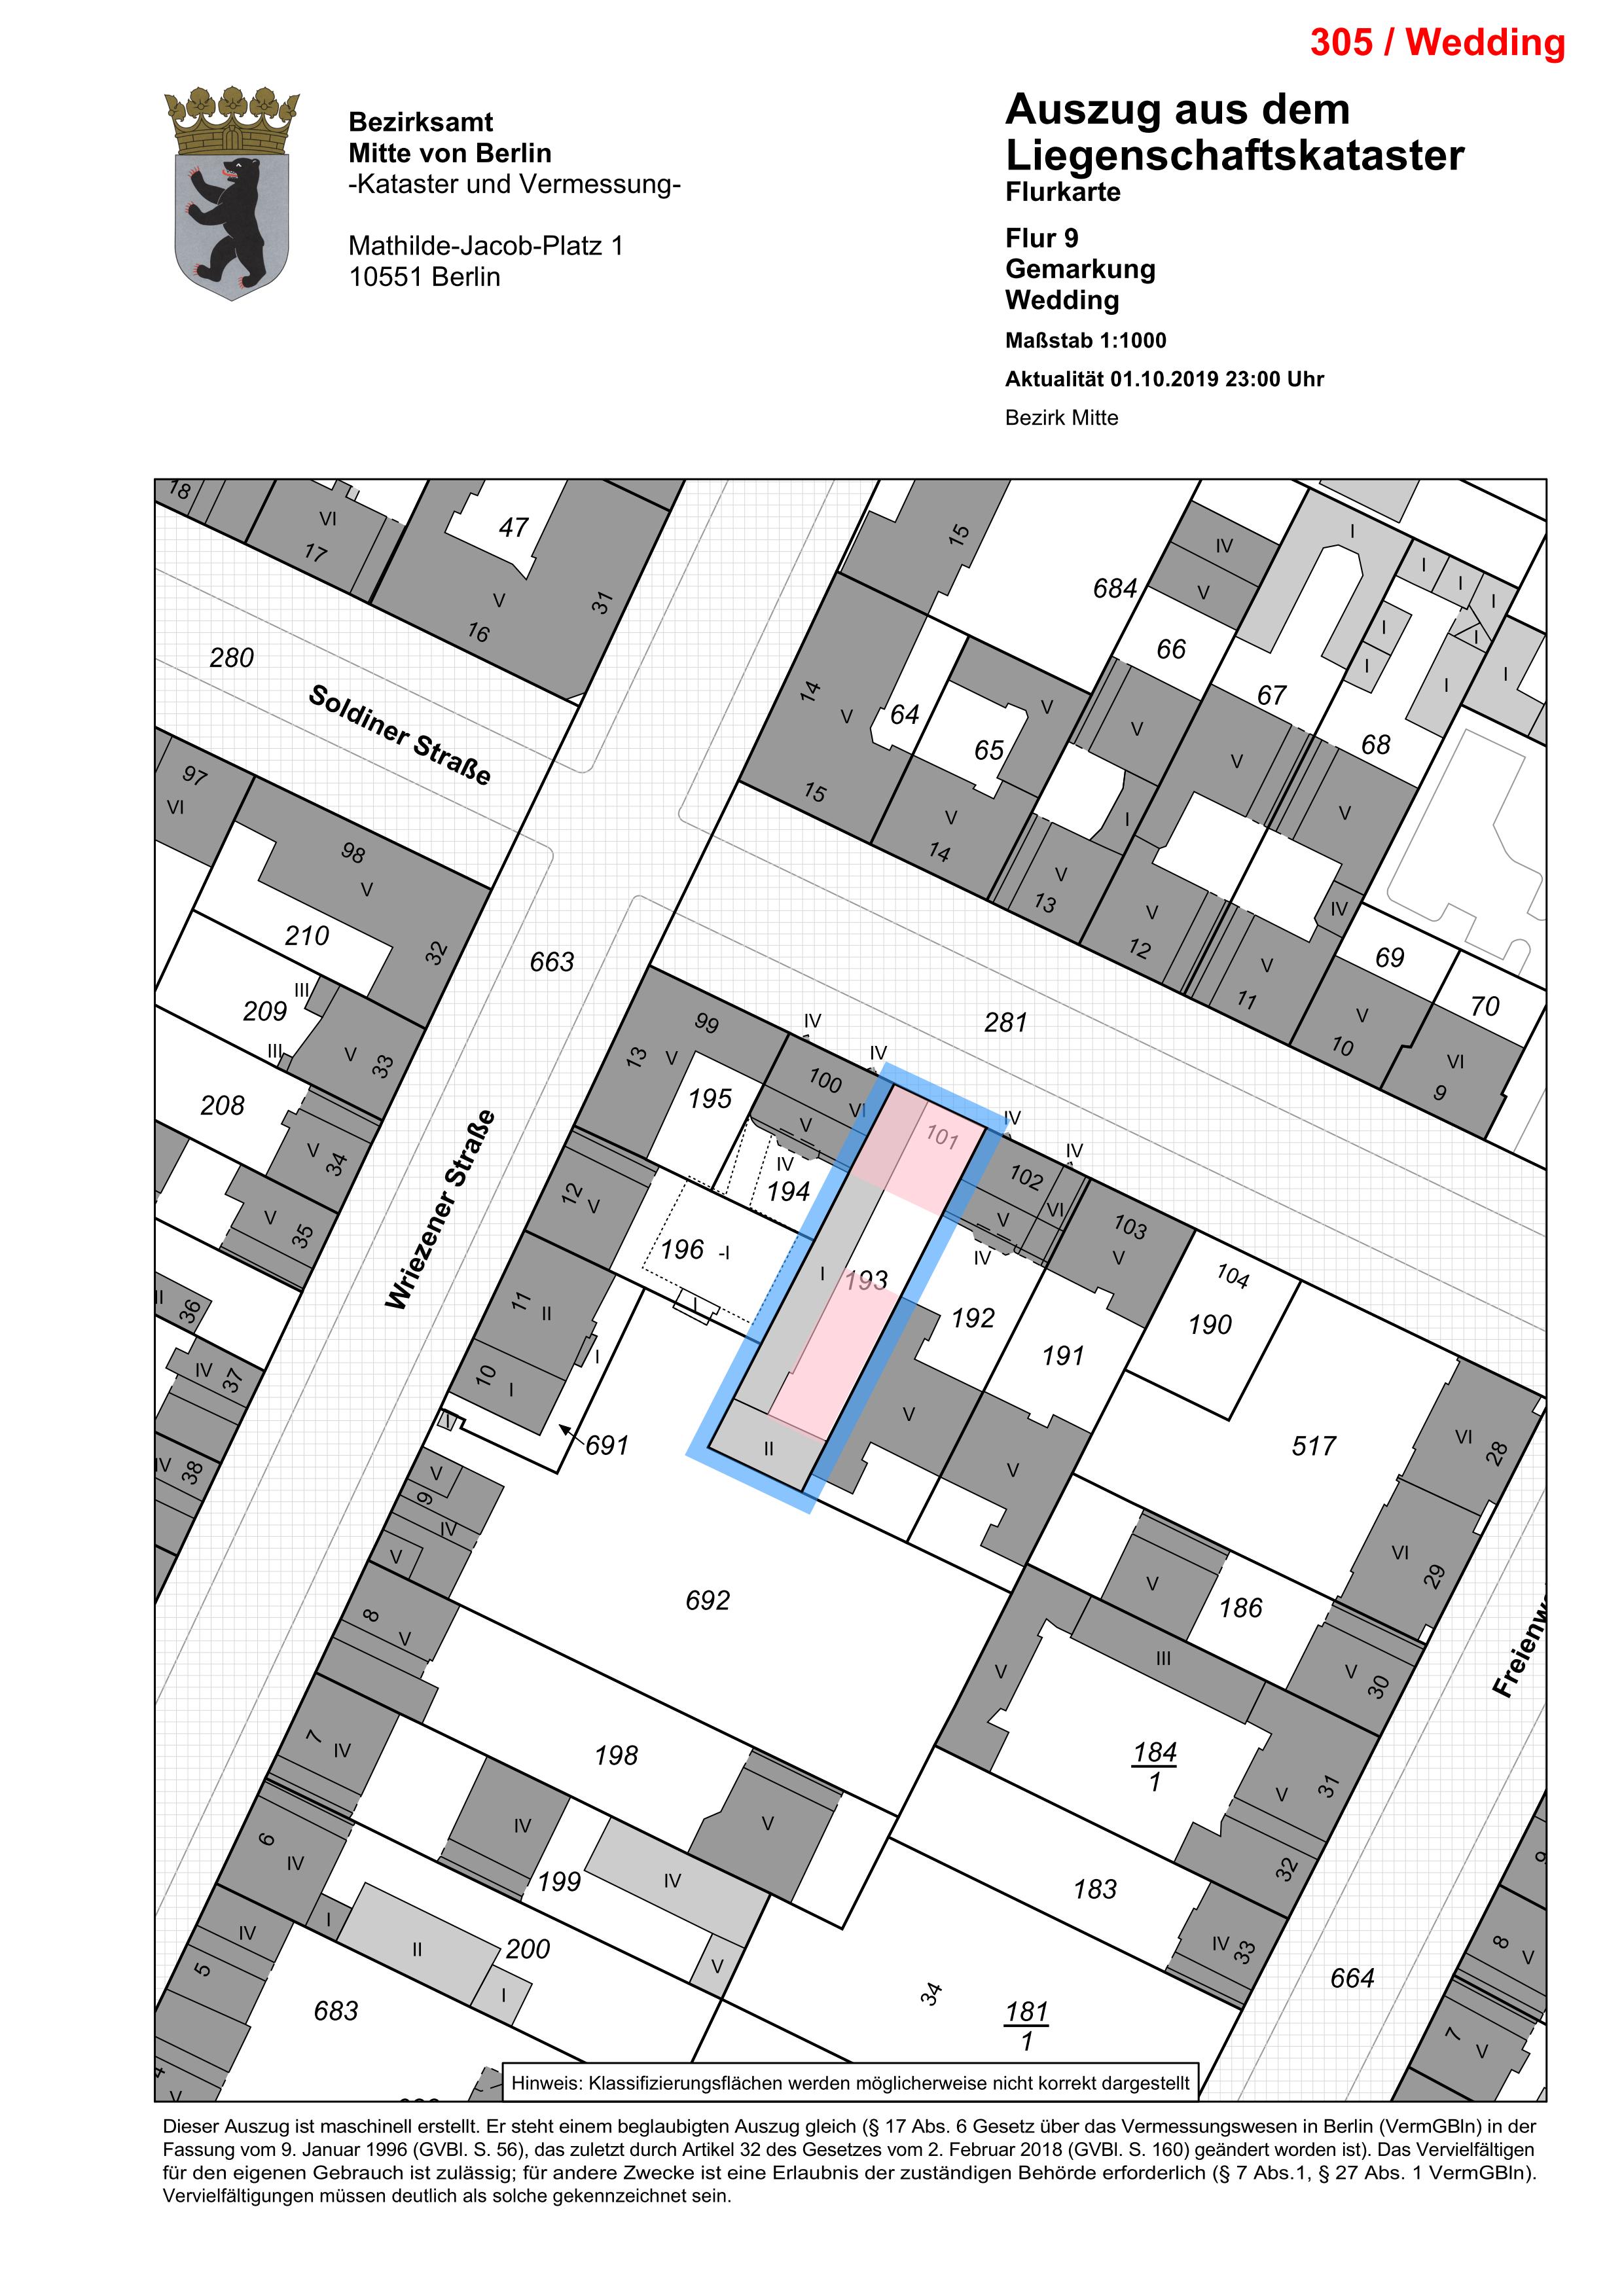 305 / Wedding
Bezirksamt
Mitte von Berlin
-Kataster und Vermessung-
Mathilde-Jacob-Platz 1
10551 Berlin
Auszug aus dem
Liegenschaftskataster
Flurkarte
Flur 9
Gemarkung
Wedding
Maßstab 1:1000
Aktualität 01.10.2019 23:00 Uhr
Bezirk Mitte
18
VI
17
47
V
16
31
15
684
IV
V
66
I
I
I
I
I
I
I
I
I
I
67
68
280
Soldiner Straße
14
V
64
65
V
V
V
V
15
V
14
I
V
13
V
12
V
11
IV
69
70
V
10
VI
9
97
VI
98
V
32
210
663
281
III
209
III
V
33
208
V
34
V
35
Wriezener Straße
99
13
V
195
IV
IV
100
VI
V
IV
194
101
IV
IV
102
VI
V
IV
103
V
104
190
12
V
196
-I
I
I
193
192
191
II
36
11
II
10
I
I
IV
37
I
691
II
V
V
517
VI
28
IV
38
V
9
IV
V
VI
29
692
V
186
8
V
V
III
V
30
Freienw
7
IV
198
184
1
V
31
6
IV
IV
V
199
IV
32
183
IV
I
II
200
V
IV
33
5
I
683
34
181
1
664
9
8
V
7
V
4
V
Hinweis: Klassifizierungsflächen werden möglicherweise nicht korrekt dargestellt
Dieser Auszug ist maschinell erstellt. Er steht einem beglaubigten Auszug gleich (§ 17 Abs. 6 Gesetz über das Vermessungswesen in Berlin (VermGBln) in der
Fassung vom 9. Januar 1996 (GVBl. S. 56), das zuletzt durch Artikel 32 des Gesetzes vom 2. Februar 2018 (GVBl. S. 160) geändert worden ist). Das Vervielfältigen
für den eigenen Gebrauch ist zulässig; für andere Zwecke ist eine Erlaubnis der zuständigen Behörde erforderlich (§ 7 Abs.1, § 27 Abs. 1 VermGBln).
Vervielfältigungen müssen deutlich als solche gekennzeichnet sein.